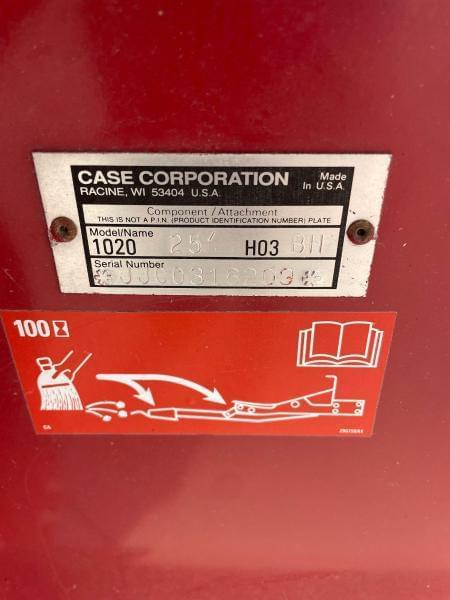 CASE CORPORATION
RACINE, WI 53404 U.S.A.
Made
In U.S.A.
Component / Attachment
THIS IS NOT A P.I.N. (PRODUCT IDENTIFICATION NUMBER) PLATE
Model/Name
1020 25' H03 BH
Serial Number
100